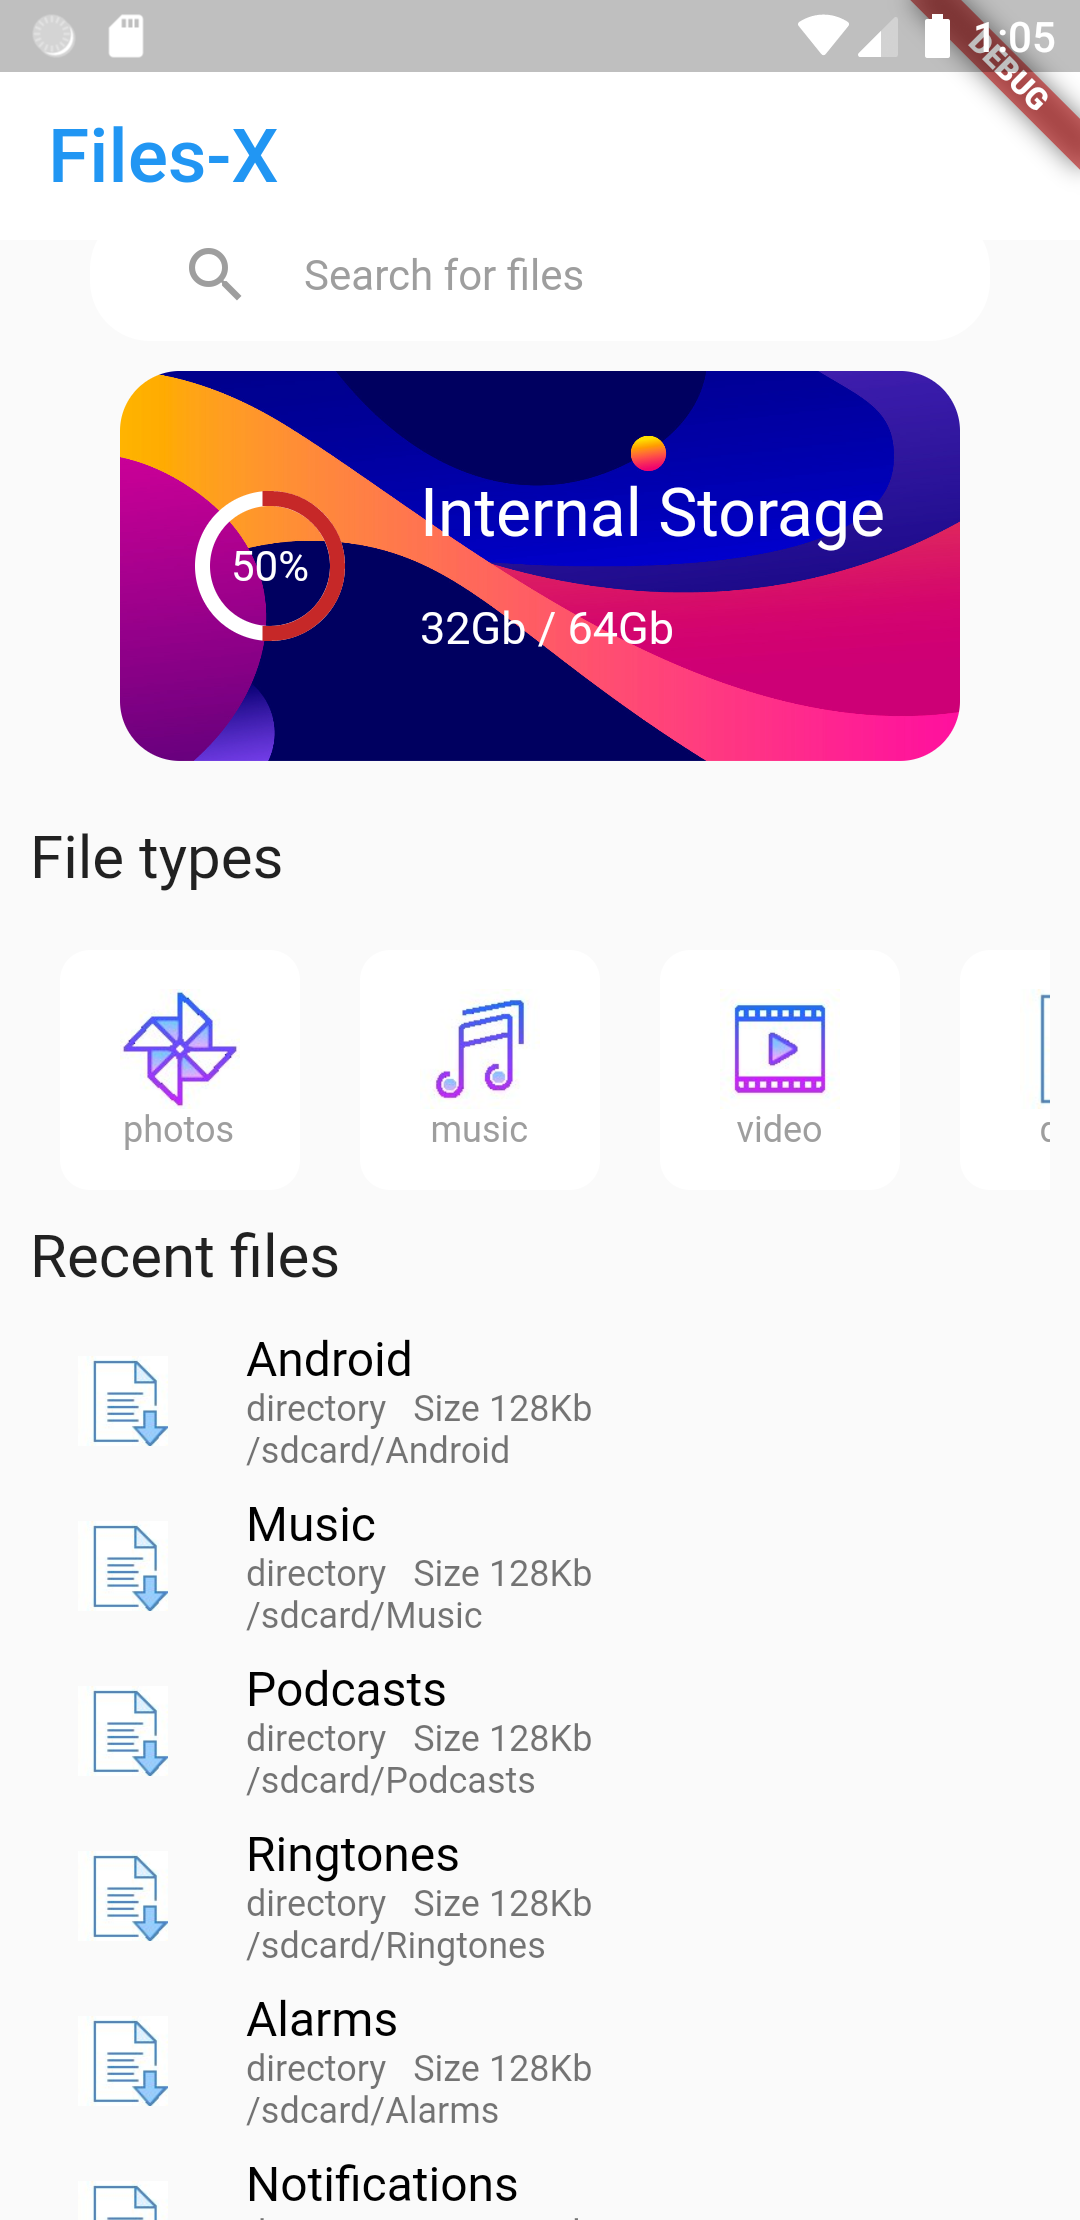 1:05
DEBUG
Files-X
Search for files
Internal Storage
50%
32Gb / 64Gb
File types
photos
music
video
Recent files
Android
directory Size 128Kb
/sdcard/Android
Music
directory Size 128Kb
/sdcard/Music
Podcasts
directory Size 128Kb
/sdcard/Podcasts
Ringtones
directory Size 128Kb
/sdcard/Ringtones
Alarms
directory Size 128Kb
/sdcard/Alarms
Notifications